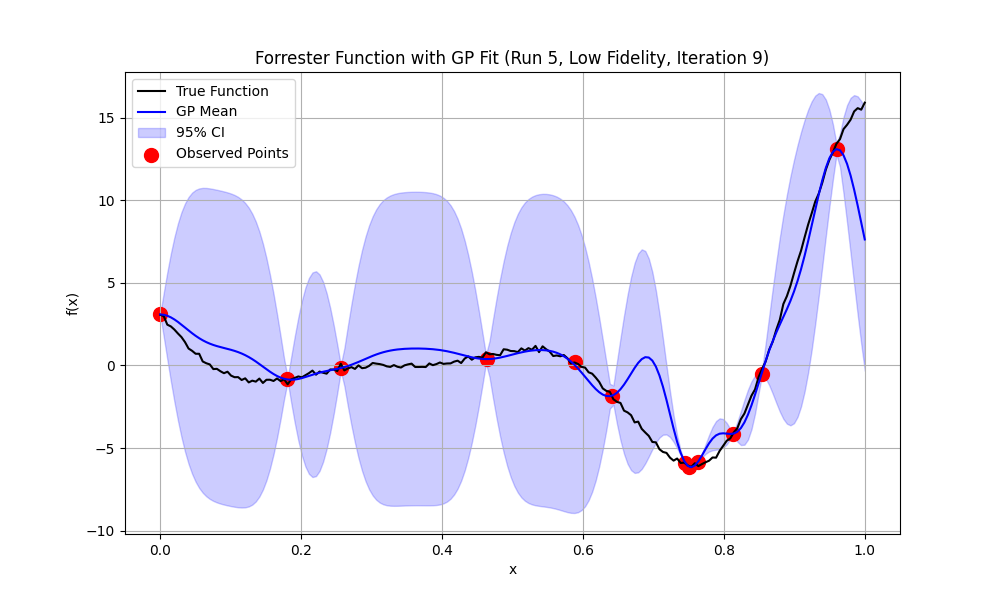 Forrester Function with GP Fit (Run 5, Low Fidelity, Iteration 9)
True Function
GP Mean
95% CI
Observed Points
f(x)
15
10
5
0
−5
−10
0.0 0.2 0.4 0.6 0.8 1.0
x